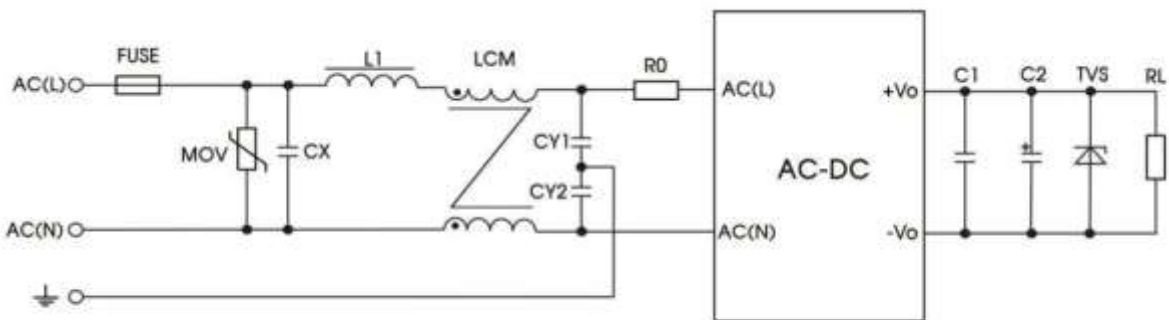 FUSE
L1
LCM
R0
C1
C2
TVS
RL
AC(L)
AC(L)
+Vo
MOV
CX
CY1
CY2
AC-DC
AC(N)
AC(N)
-Vo